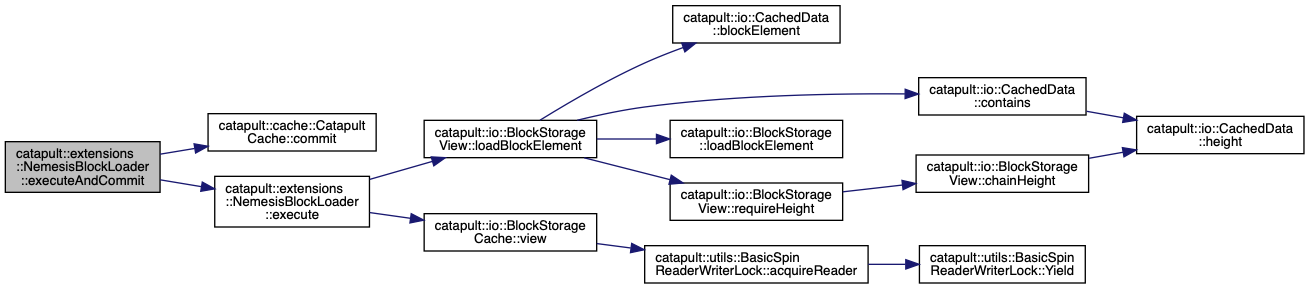 catapult::extensions
::NemesisBlockLoader
::executeAndCommit
catapult::cache::Catapult
Cache::commit
catapult::extensions
::NemesisBlockLoader
::execute
catapult::io::BlockStorage
View::loadBlockElement
catapult::io::BlockStorage
Cache::view
catapult::io::CachedData
::blockElement
catapult::io::BlockStorage
::loadBlockElement
catapult::io::BlockStorage
View::requireHeight
catapult::utils::BasicSpin
ReaderWriterLock::acquireReader
catapult::io::CachedData
::contains
catapult::io::BlockStorage
View::chainHeight
catapult::utils::BasicSpin
ReaderWriterLock::Yield
catapult::io::CachedData
::height